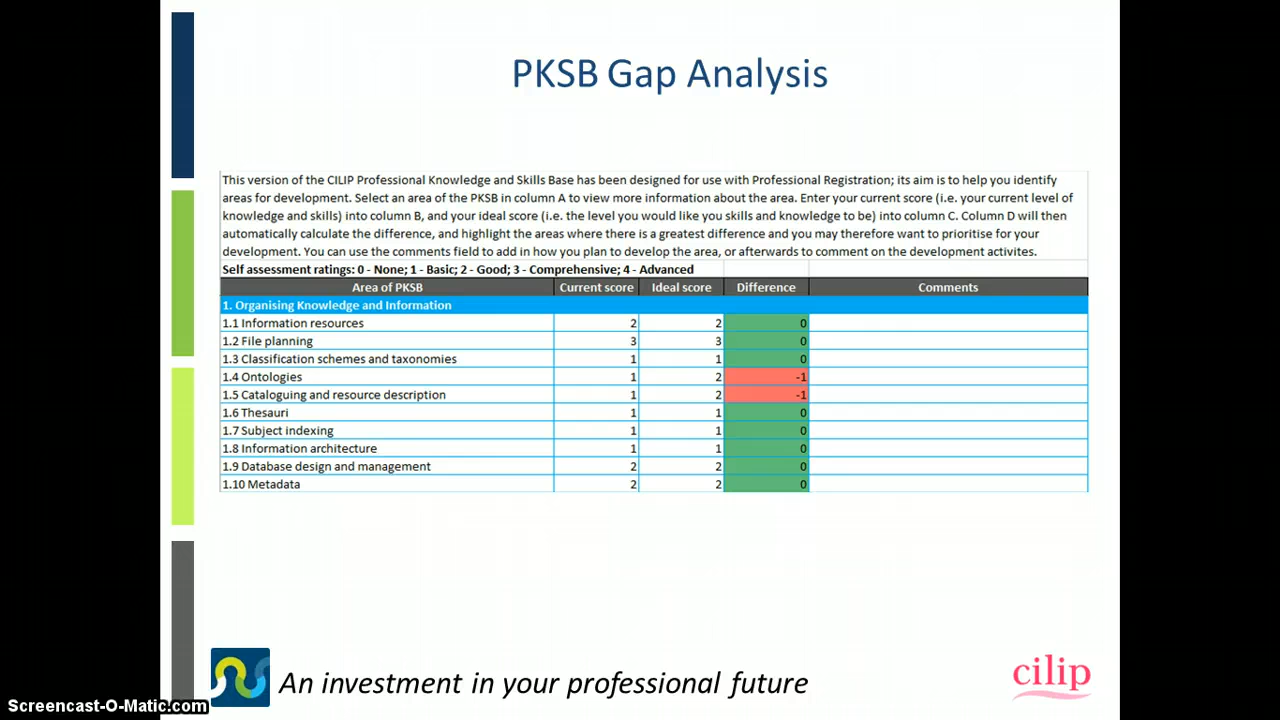 PKSB Gap Analysis
This version of the CILIP Professional Knowledge and Skills Base has been designed for use with Professional Registration; its aim is to help you identify
areas for development. Select an area of the PKSB in column A to view more information about the area. Enter your current score (i.e. your current level of
knowledge and skills) into column B, and your ideal score (i.e. the level you would like you skills and knowledge to be) into column C. Column D will then
automatically calculate the difference, and highlight the areas where there is a greatest difference and you may therefore want to prioritise for your
development. You can use the comments field to add in how you plan to develop the area, or afterwards to comment on the development activites.
Self assessment ratings: 0 - None; 1 - Basic; 2 - Good; 3 - Comprehensive; 4 - Advanced
Area of PKSB Current score Ideal score Difference Comments
1. Organising Knowledge and Information
1.1 Information resources 2 2 0
1.2 File planning 3 3 0
1.3 Classification schemes and taxonomies 1 1 0
1.4 Ontologies 1 2 -1
1.5 Cataloguing and resource description 1 2 -1
1.6 Thesauri 1 1 0
1.7 Subject indexing 1 1 0
1.8 Information architecture 1 1 0
1.9 Database design and management 2 2 0
1.10 Metadata 2 2 0
An investment in your professional future
cilip
Screencast-O-Matic.com